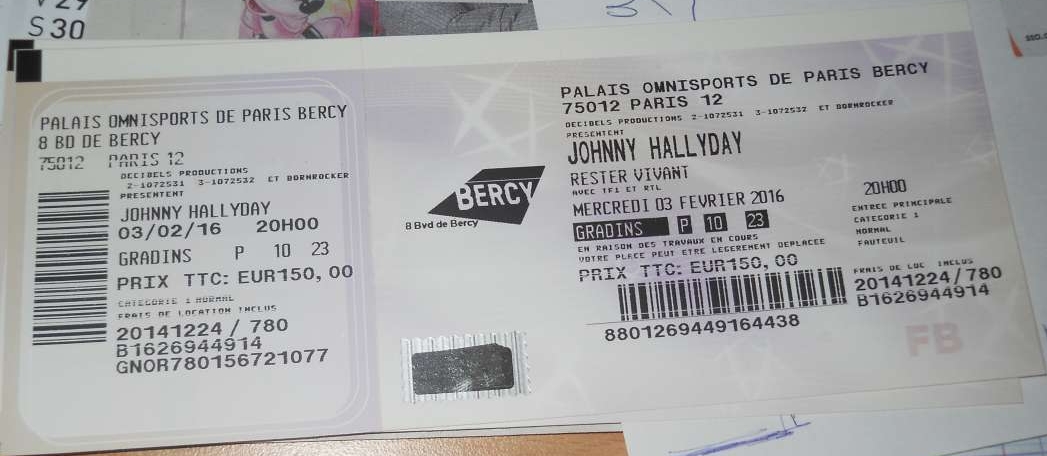 S30
PALAIS OMNISPORTS DE PARIS BERCY
8 BD DE BERCY
75012 PARIS 12
DECIBELS PRODUCTIONS
2-1072531 3-1072532 ET BORNROCKER
PRESENTENT
JOHNNY HALLYDAY
03/02/16 20H00
GRADINS P 10 23
PRIX TTC: EUR150,00
CATEGORIE 1 NORMAL
FRAIS DE LOCATION INCLUS
20141224 / 780
B1626944914
GNOR780156721077
BERCY
8 Bvd de Bercy
PALAIS OMNISPORTS DE PARIS BERCY
75012 PARIS 12
DECIBELS PRODUCTIONS 2-1072531 3-1072532 ET BORNROCKER
PRESENTENT
JOHNNY HALLYDAY
RESTER VIVANT
AVEC TF1 ET RTL
MERCREDI 03 FEVRIER 2016 20H00
GRADINS P 10 23
EN RAISON DES TRAVAUX EN COURS
VOTRE PLACE PEUT ETRE LEGEREMENT DEPLACEE
PRIX TTC: EUR150,00
ENTREE PRINCIPALE
CATEGORIE 1
NORMAL
FAUTEUIL
FRAIS DE LOC INCLUS
20141224/780
B1626944914
8801269449164438
FB